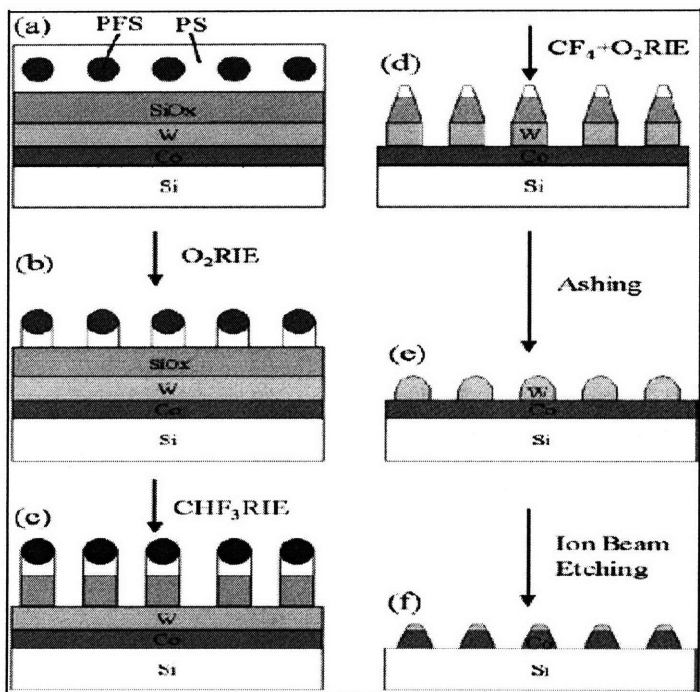 (a) PFS PS
SiOx
W
Co
Si
O₂RIE
(b)
SiOx
W
Co
Si
CHF₃RIE
(c)
W
Co
Si
CF₄+O₂RIE
(d)
W
Co
Si
Ashing
(e)
W
Co
Si
Ion Beam
Etching
(f)
Co
Si